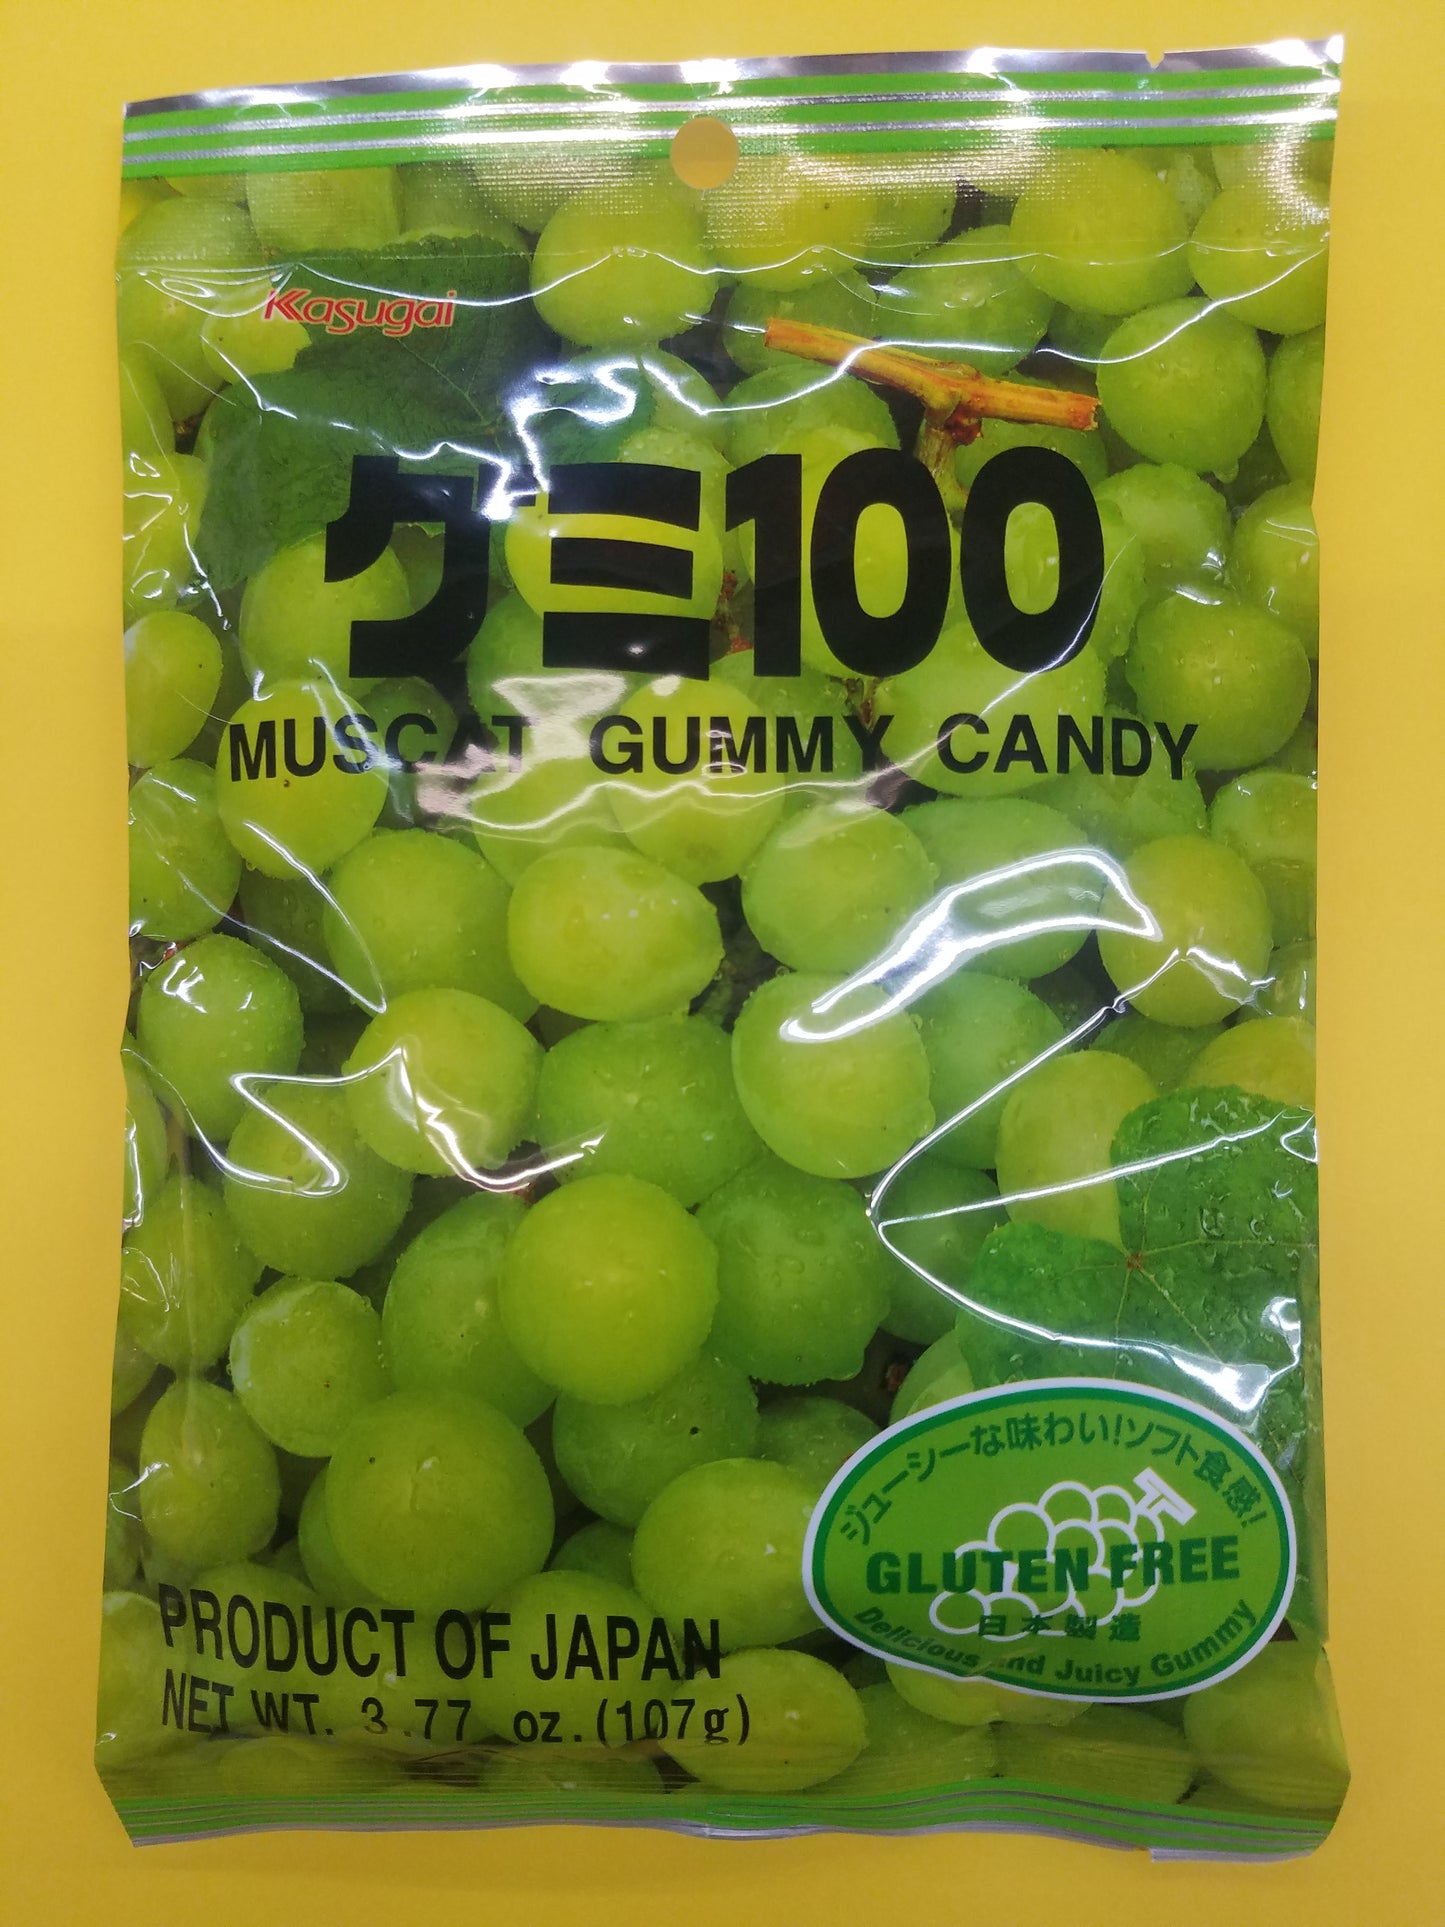 Kasugai
グミ100
MUSCAT GUMMY CANDY
ジューシーな味わい!ソフト食感!
GLUTEN FREE
日本製造
Delicious and Juicy Gummy
PRODUCT OF JAPAN
NET WT. 3.77 oz.(107g)